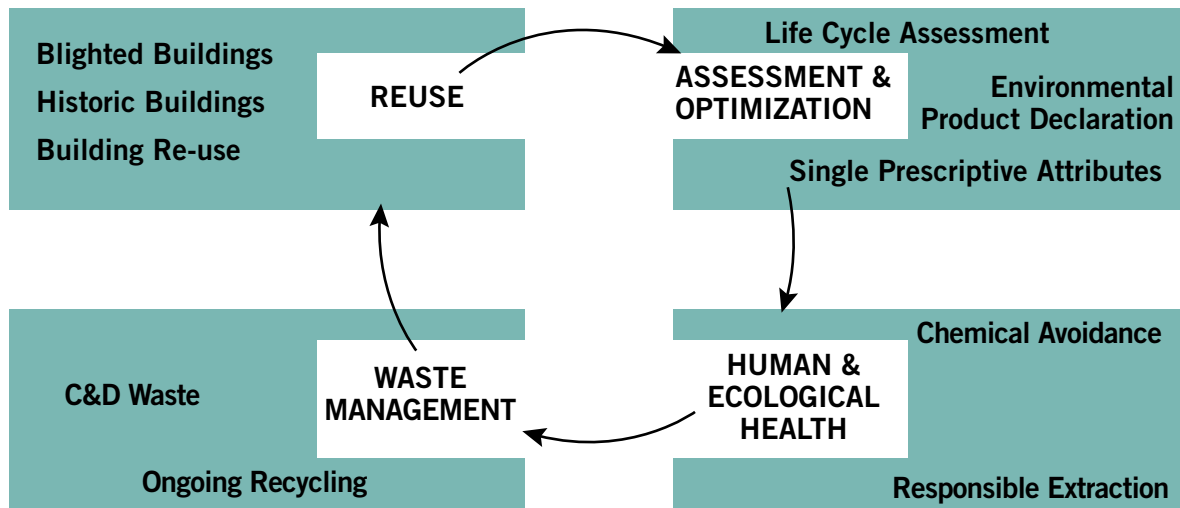 Blighted Buildings
Historic Buildings
Building Re-use
REUSE
Life Cycle Assessment
ASSESSMENT &
OPTIMIZATION
Environmental
Product Declaration
Single Prescriptive Attributes
Chemical Avoidance
HUMAN &
ECOLOGICAL
HEALTH
Responsible Extraction
WASTE
MANAGEMENT
C&D Waste
Ongoing Recycling